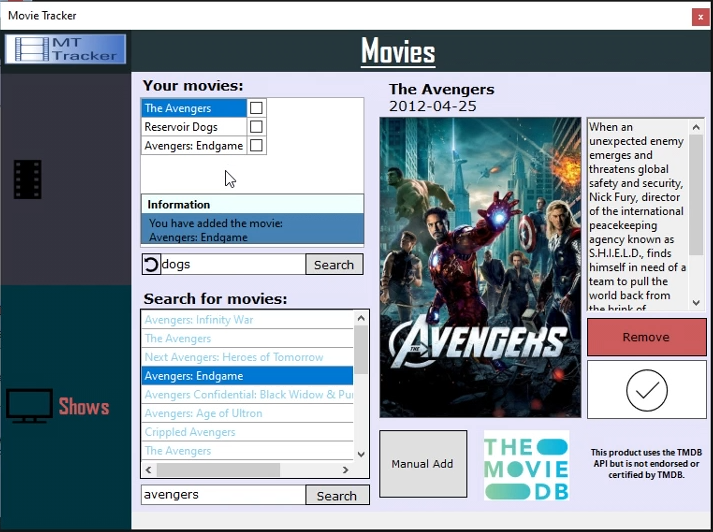 Movie Tracker
x
MT
Tracker
Movies
Your movies:
The Avengers
Reservoir Dogs
Avengers: Endgame
Information
You have added the movie:
Avengers: Endgame
dogs
Search
Search for movies:
Avengers: Infinity War
The Avengers
Next Avengers: Heroes of Tomorrow
Avengers: Endgame
Avengers Confidential: Black Widow & Pu
Avengers: Age of Ultron
Crippled Avengers
The Avengers
avengers
Search
Shows
The Avengers
2012-04-25
THE AVENGERS
When an
unexpected enemy
emerges and
threatens global
safety and security,
Nick Fury, director
of the international
peacekeeping
agency known as
S.H.I.E.L.D., finds
himself in need of a
team to pull the
world back from
the brink of
Remove
Manual Add
THE
MOVIE
DB
This product uses the TMDB
API but is not endorsed or
certified by TMDB.